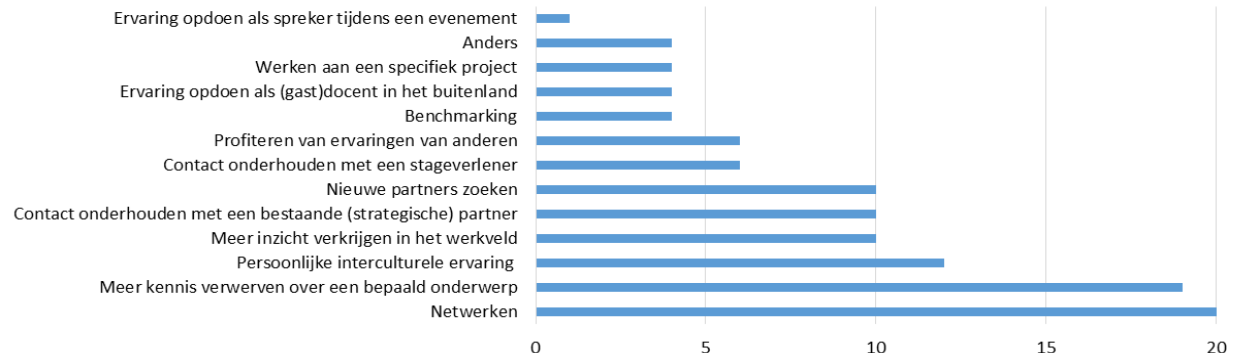 Ervaring opdoen als spreker tijdens een evenement
Anders
Werken aan een specifiek project
Ervaring opdoen als (gast)docent in het buitenland
Benchmarking
Profiteren van ervaringen van anderen
Contact onderhouden met een stageverlener
Nieuwe partners zoeken
Contact onderhouden met een bestaande (strategische) partner
Meer inzicht verkrijgen in het werkveld
Persoonlijke interculturele ervaring
Meer kennis verwerven over een bepaald onderwerp
Netwerken
0 5 10 15 20